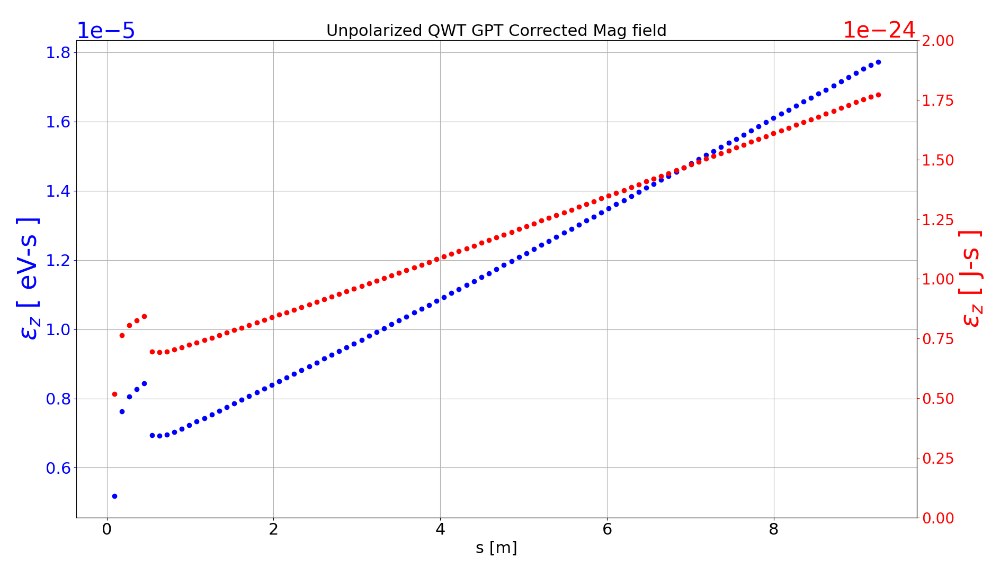 Unpolarized QWT GPT Corrected Mag field
1e−5
1e−24
1.8
1.6
1.4
1.2
1.0
0.8
0.6
εz [ eV-s ]
2.00
1.75
1.50
1.25
1.00
0.75
0.50
0.25
0.00
εz [ J-s ]
0 2 4 6 8
s [m]